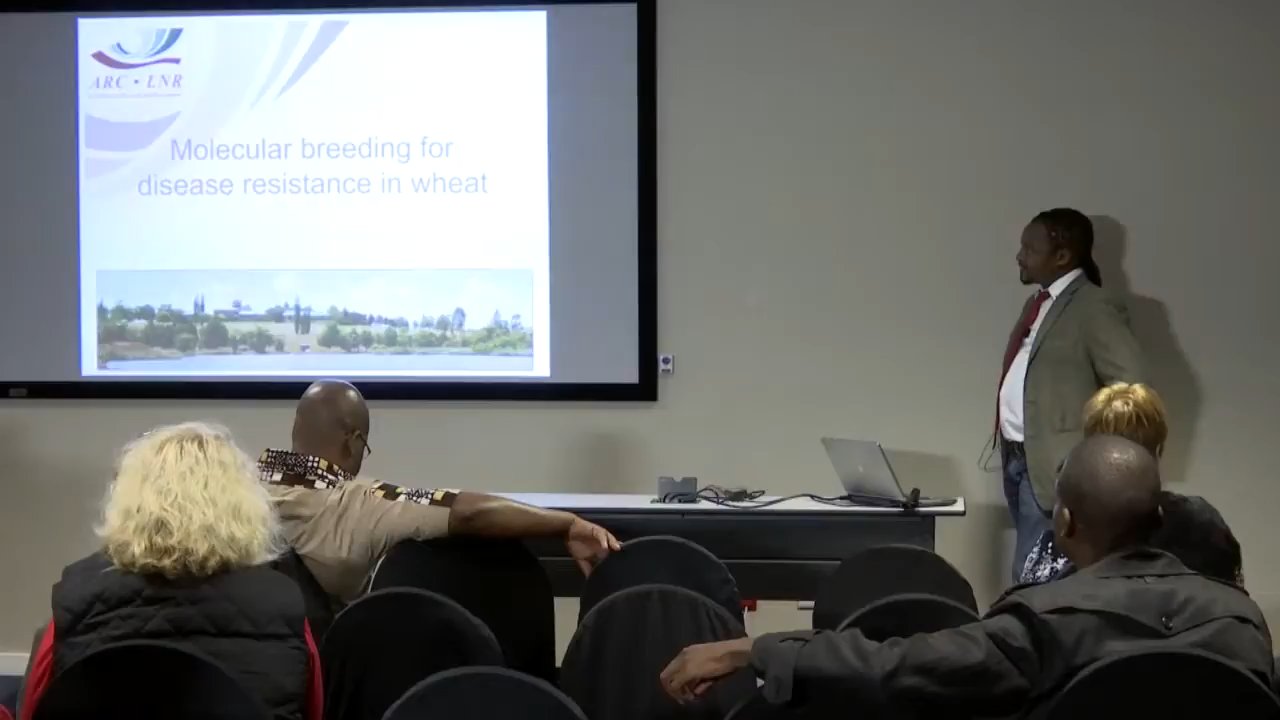 ARC • LNR
Molecular breeding for
disease resistance in wheat